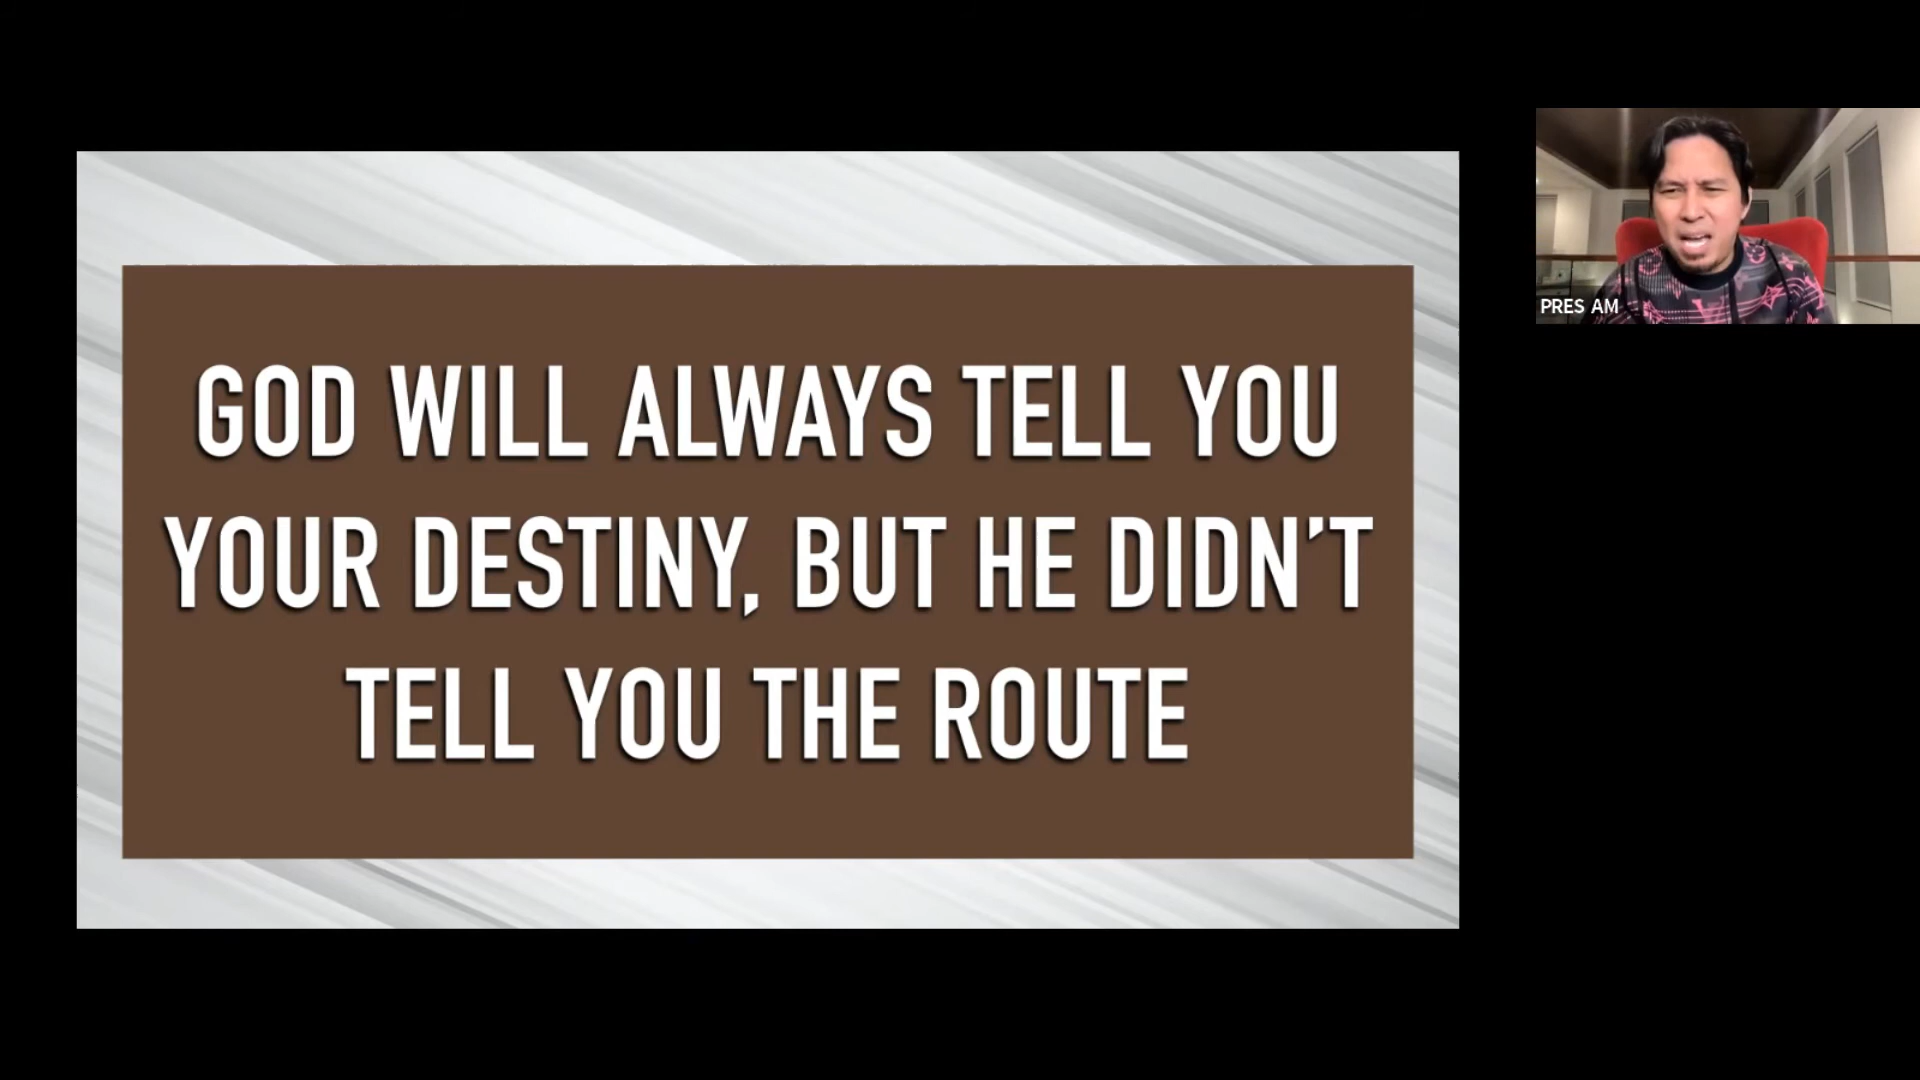 GOD WILL ALWAYS TELL YOU
YOUR DESTINY, BUT HE DIDN'T
TELL YOU THE ROUTE
PRES AM